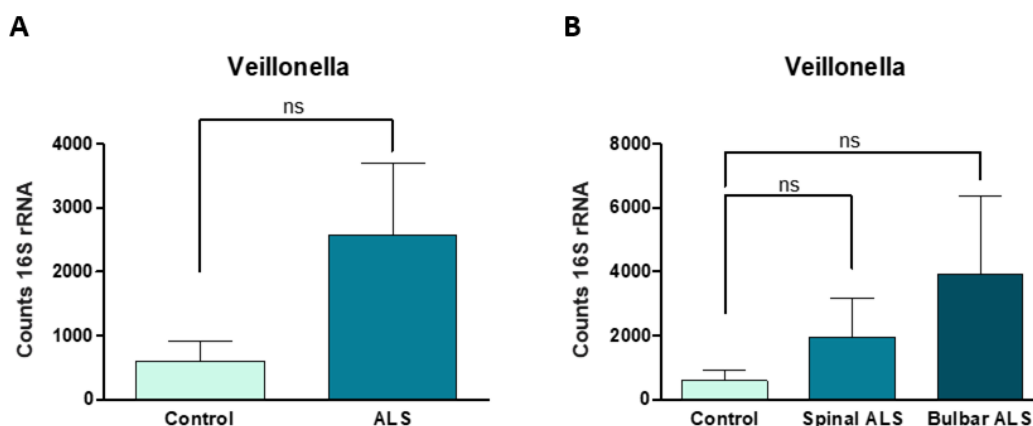 A
Veillonella
ns
4000
3000
2000
1000
0
Counts 16S rRNA
Control
ALS
B
Veillonella
ns
ns
8000
6000
4000
2000
0
Counts 16S rRNA
Control
Spinal ALS
Bulbar ALS